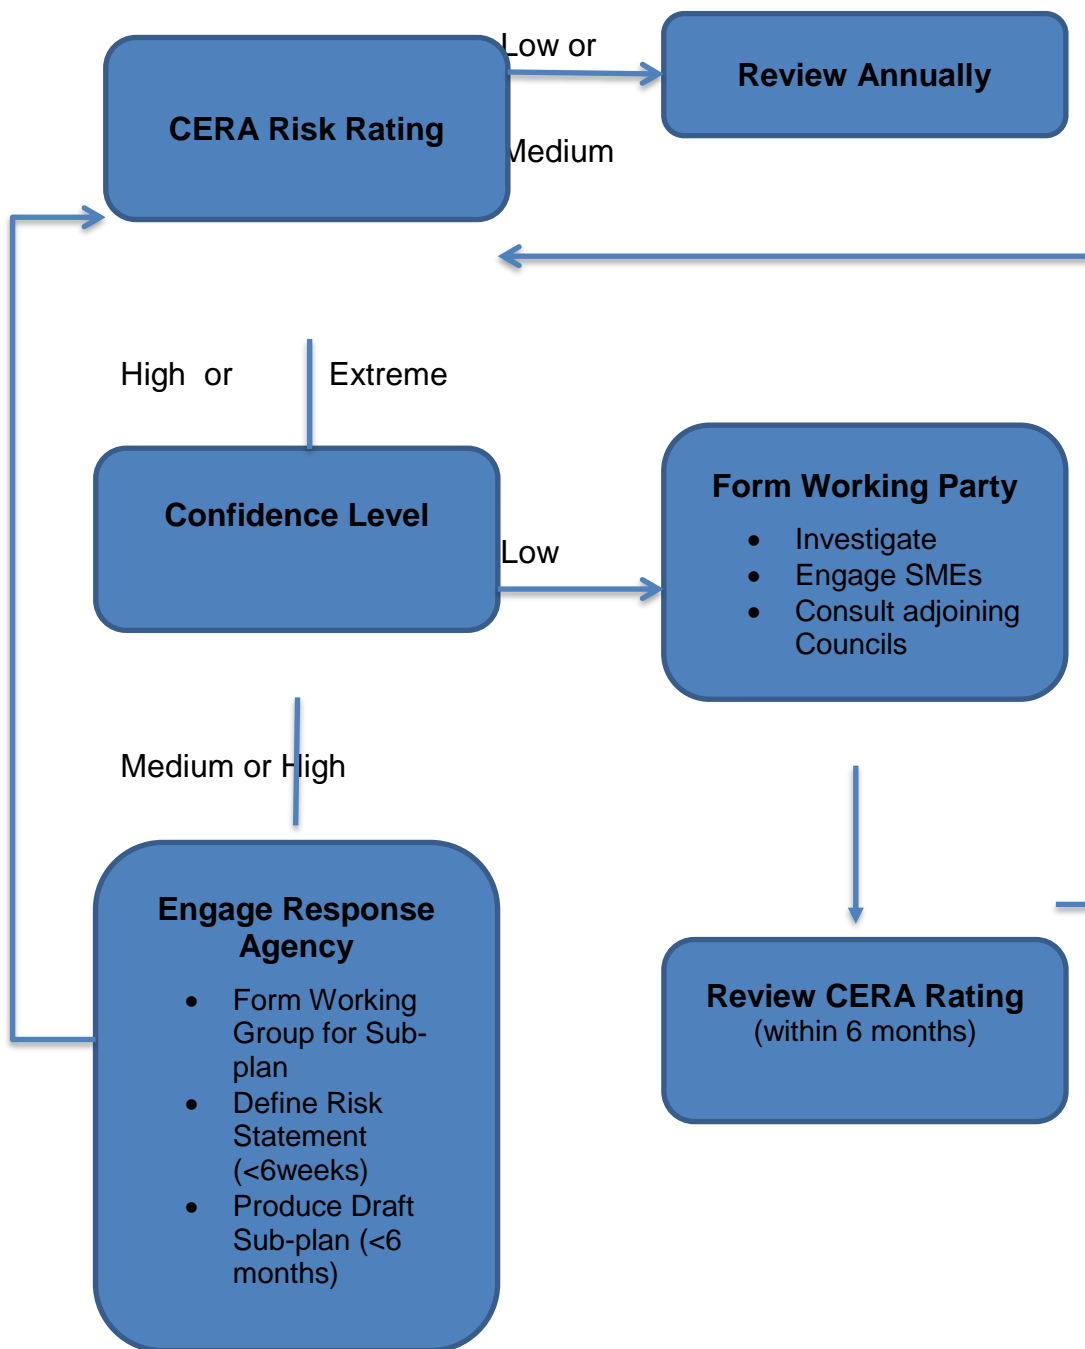 Low or
Review Annually
CERA Risk Rating
Medium
High or Extreme
Confidence Level
Low
Form Working Party
• Investigate
• Engage SMEs
• Consult adjoining
Councils
Medium or High
Engage Response
Agency
• Form Working
Group for Sub-
plan
• Define Risk
Statement
(<6weeks)
• Produce Draft
Sub-plan (<6
months)
Review CERA Rating
(within 6 months)